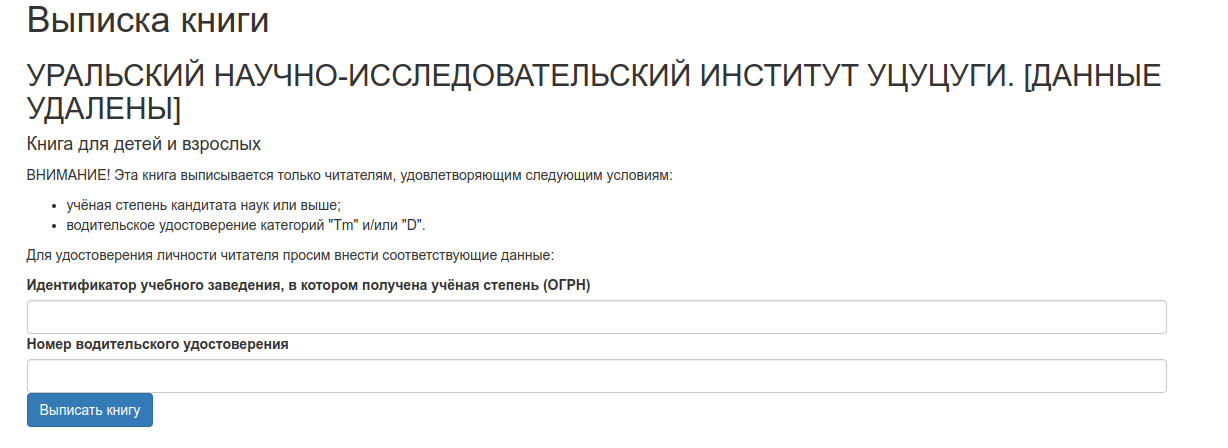 Выписка книги
УРАЛЬСКИЙ НАУЧНО-ИССЛЕДОВАТЕЛЬСКИЙ ИНСТИТУТ УЦУЦУГИ. [ДАННЫЕ
УДАЛЕНЫ]
Книга для детей и взрослых
ВНИМАНИЕ! Эта книга выписывается только читателям, удовлетворяющим следующим условиям:
• учёная степень кандитата наук или выше;
• водительское удостоверение категорий "Tm" и/или "D".
Для удостоверения личности читателя просим внести соответствующие данные:
Идентификатор учебного заведения, в котором получена учёная степень (ОГРН)
Номер водительского удостоверения
Выписать книгу